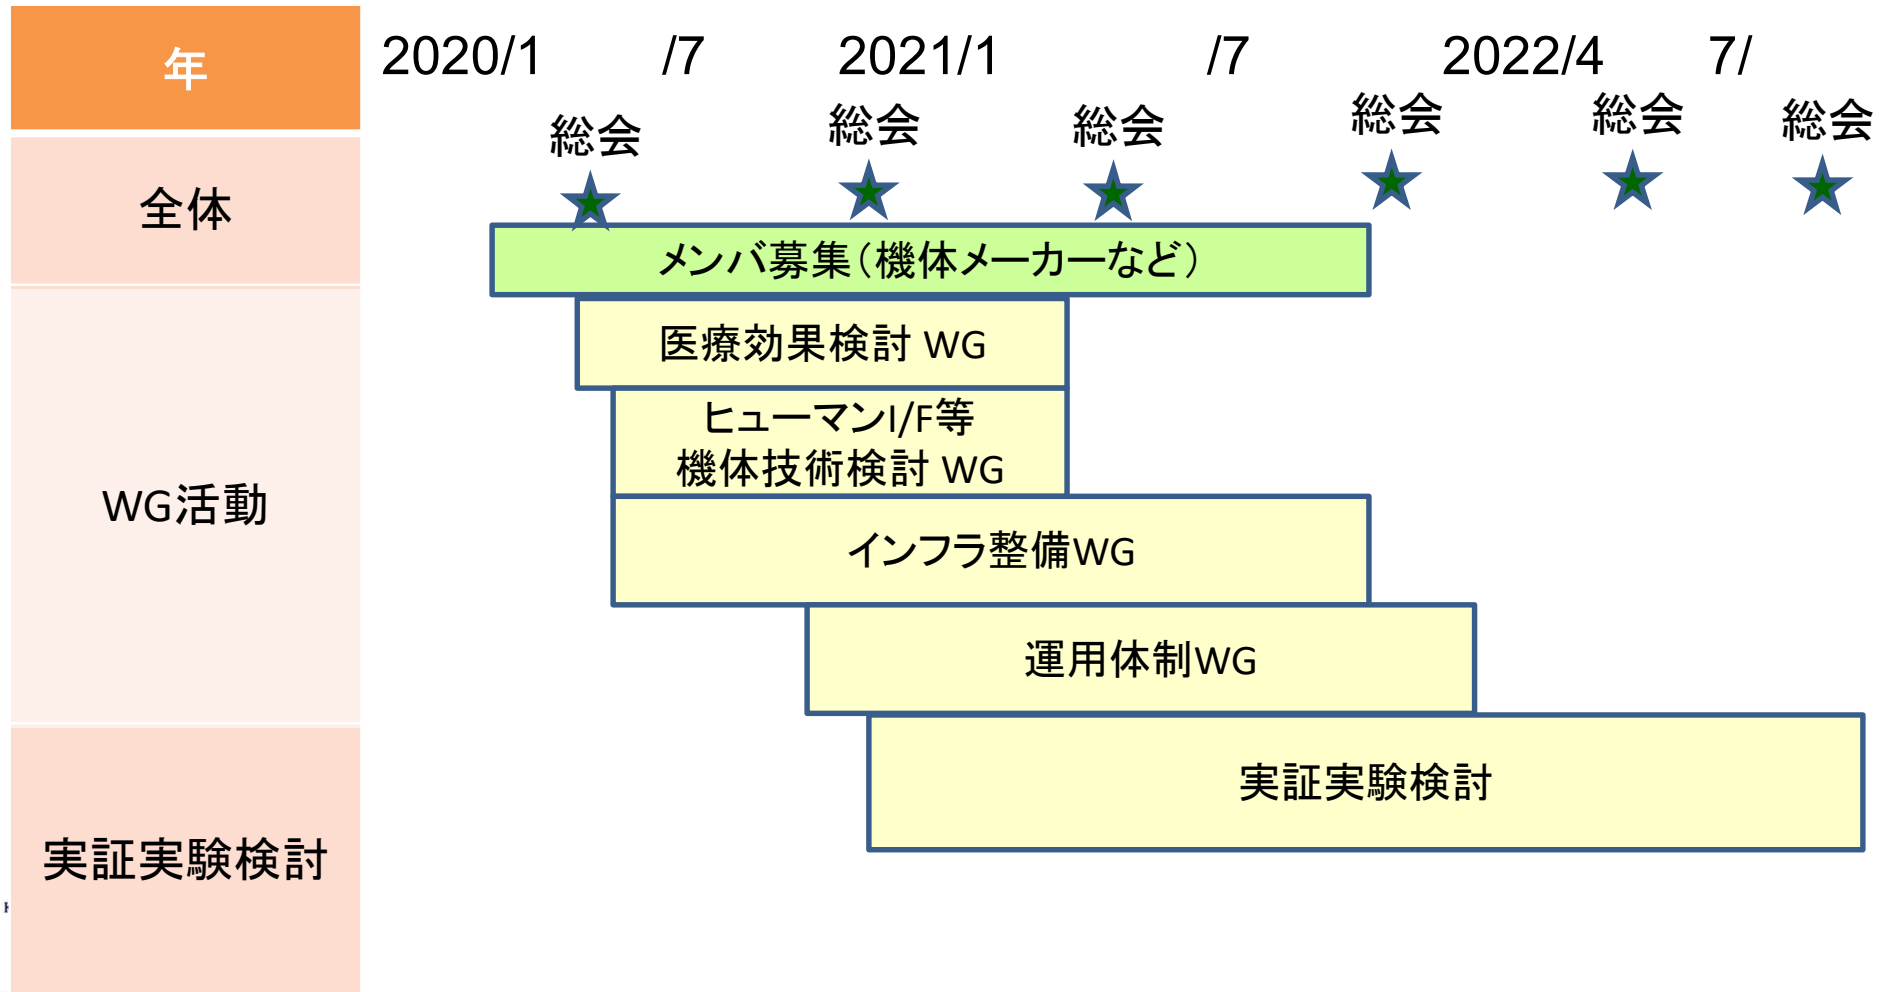 年
2020/1 /7 2021/1 /7 2022/4 7/
総会 総会 総会 総会 総会 総会
全体
メンバ募集（機体メーカーなど）
医療効果検討 WG
ヒューマンI/F等
機体技術検討 WG
WG活動
インフラ整備WG
運用体制WG
実証実験検討
実証実験検討